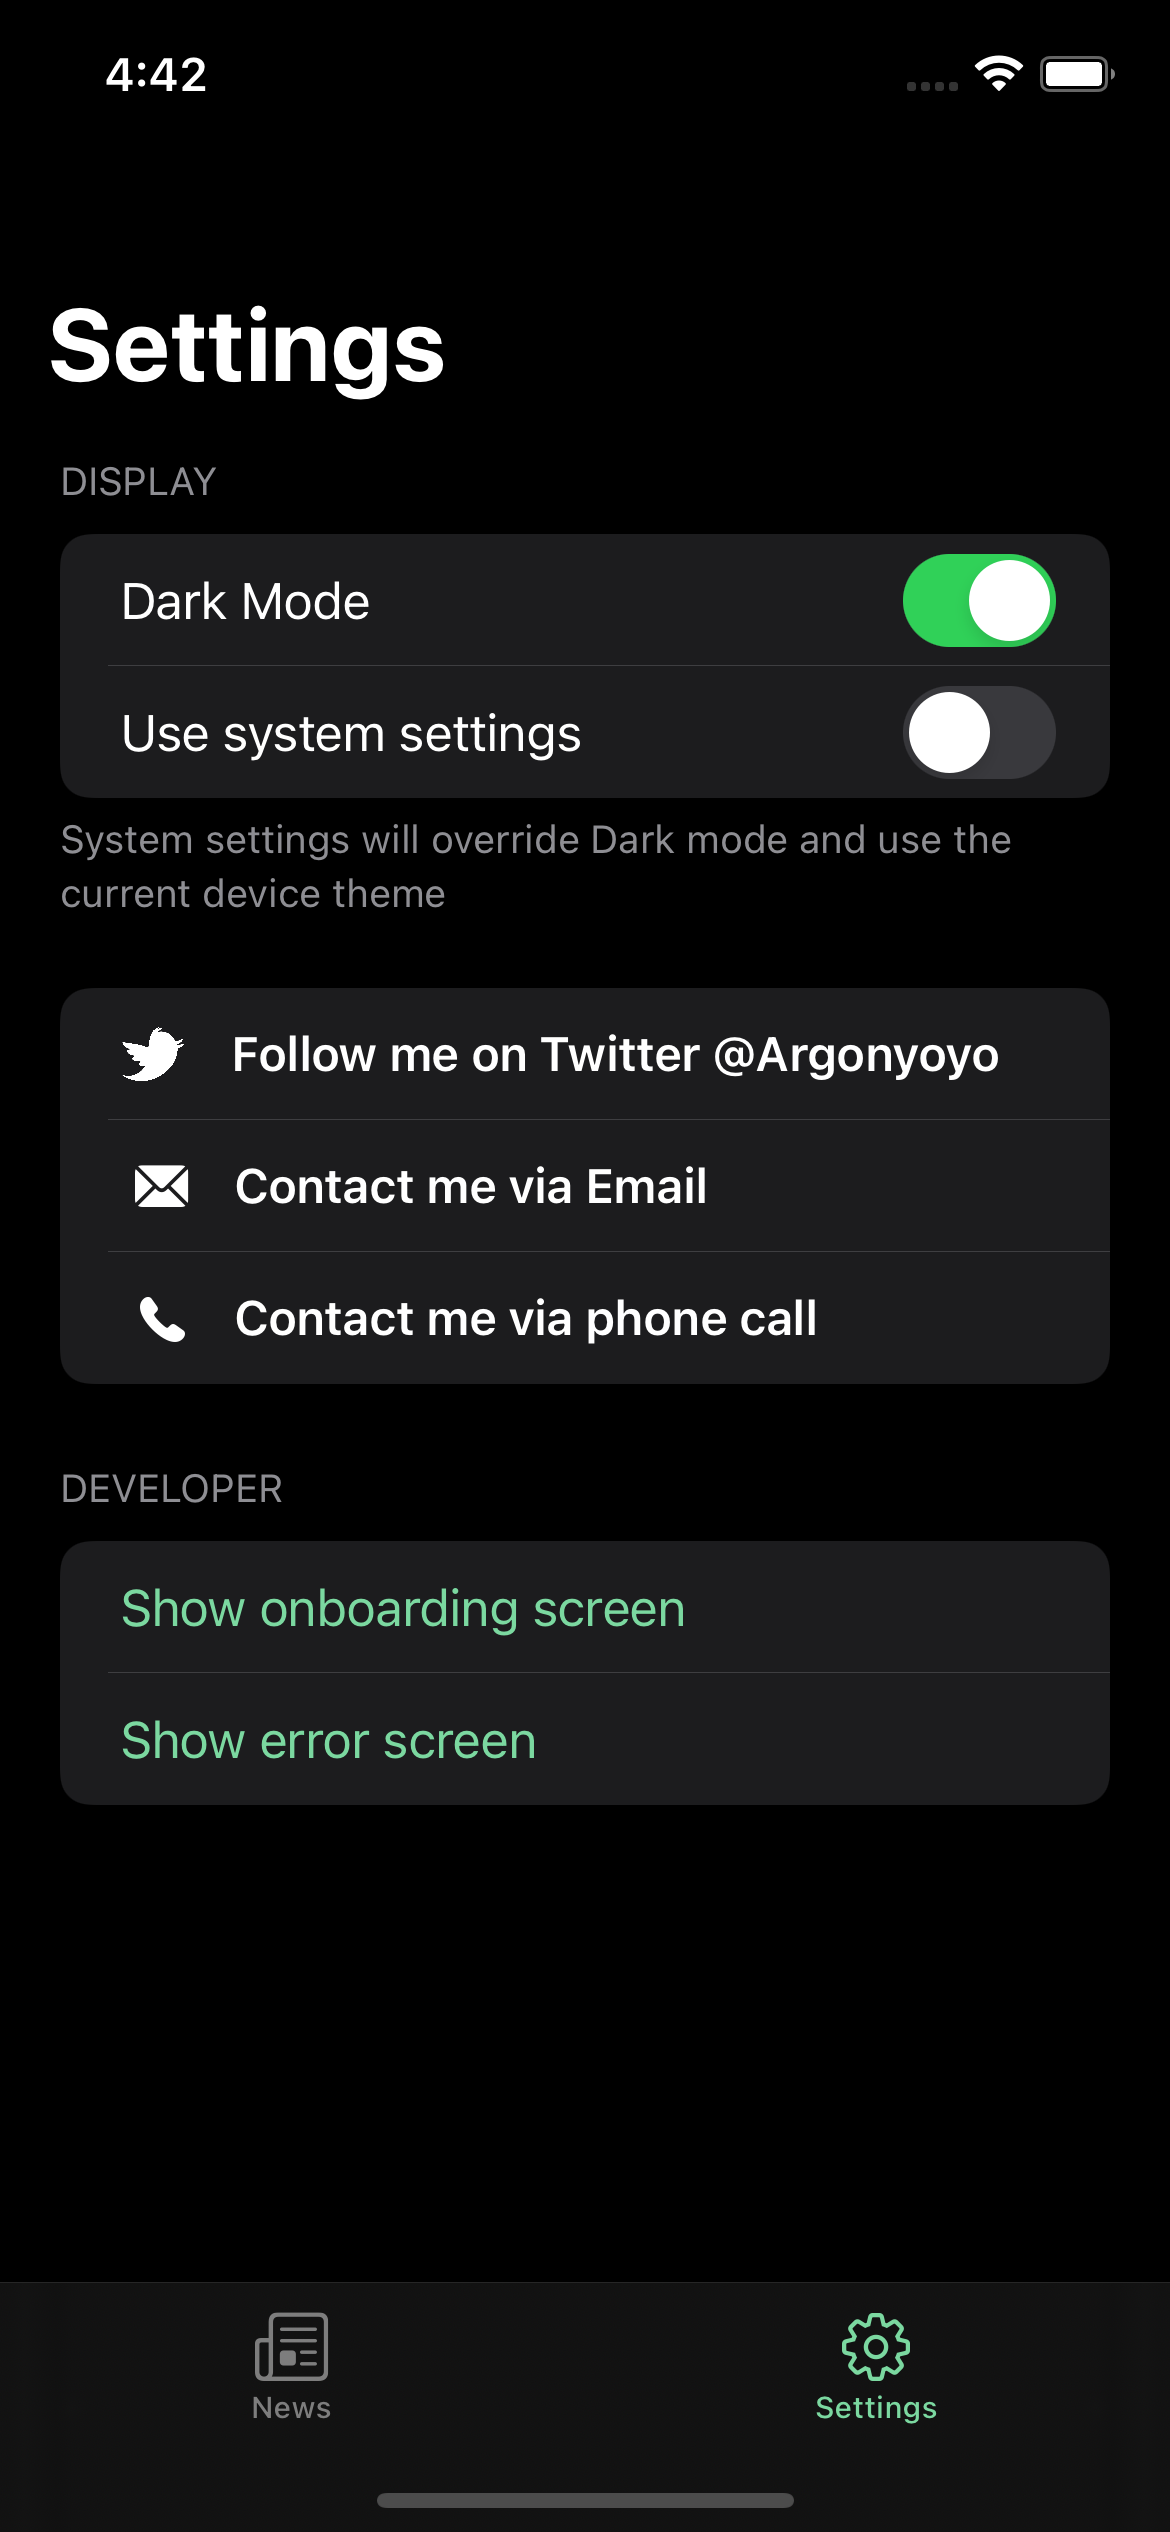 4:42
Settings
DISPLAY
Dark Mode
Use system settings
System settings will override Dark mode and use the
current device theme
Follow me on Twitter @Argonyoyo
Contact me via Email
Contact me via phone call
DEVELOPER
Show onboarding screen
Show error screen
News
Settings